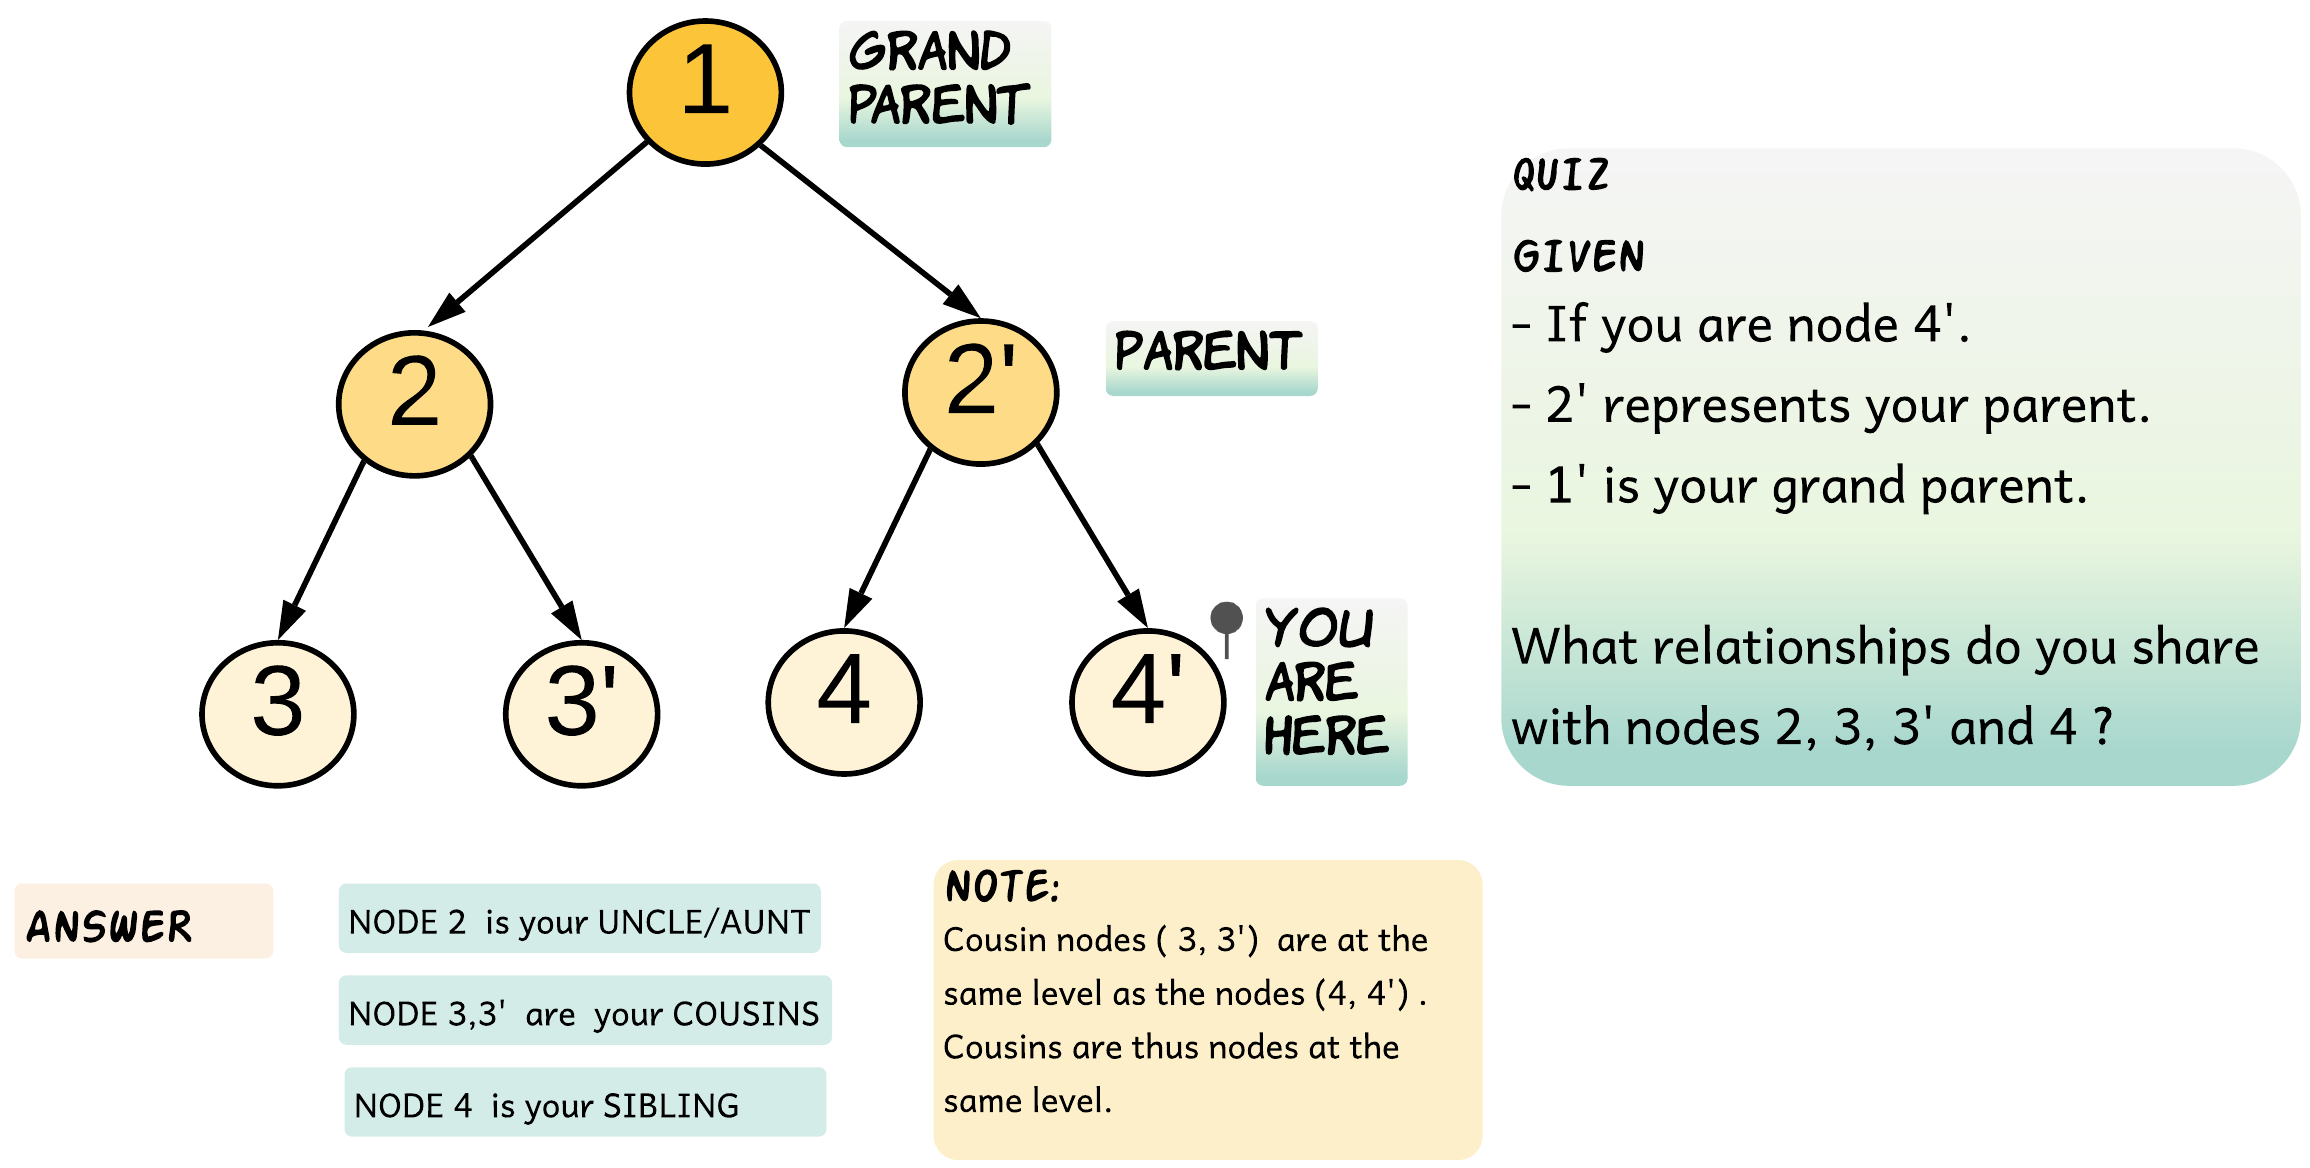 1
GRAND
PARENT
2
2'
PARENT
3
3'
4
4'
YOU
ARE
HERE
QUIZ
GIVEN
- If you are node 4'.
- 2' represents your parent.
- 1' is your grand parent.
What relationships do you share
with nodes 2, 3, 3' and 4 ?
ANSWER
NODE 2 is your UNCLE/AUNT
NODE 3,3' are your COUSINS
NODE 4 is your SIBLING
NOTE:
Cousin nodes ( 3, 3') are at the
same level as the nodes (4, 4') .
Cousins are thus nodes at the
same level.